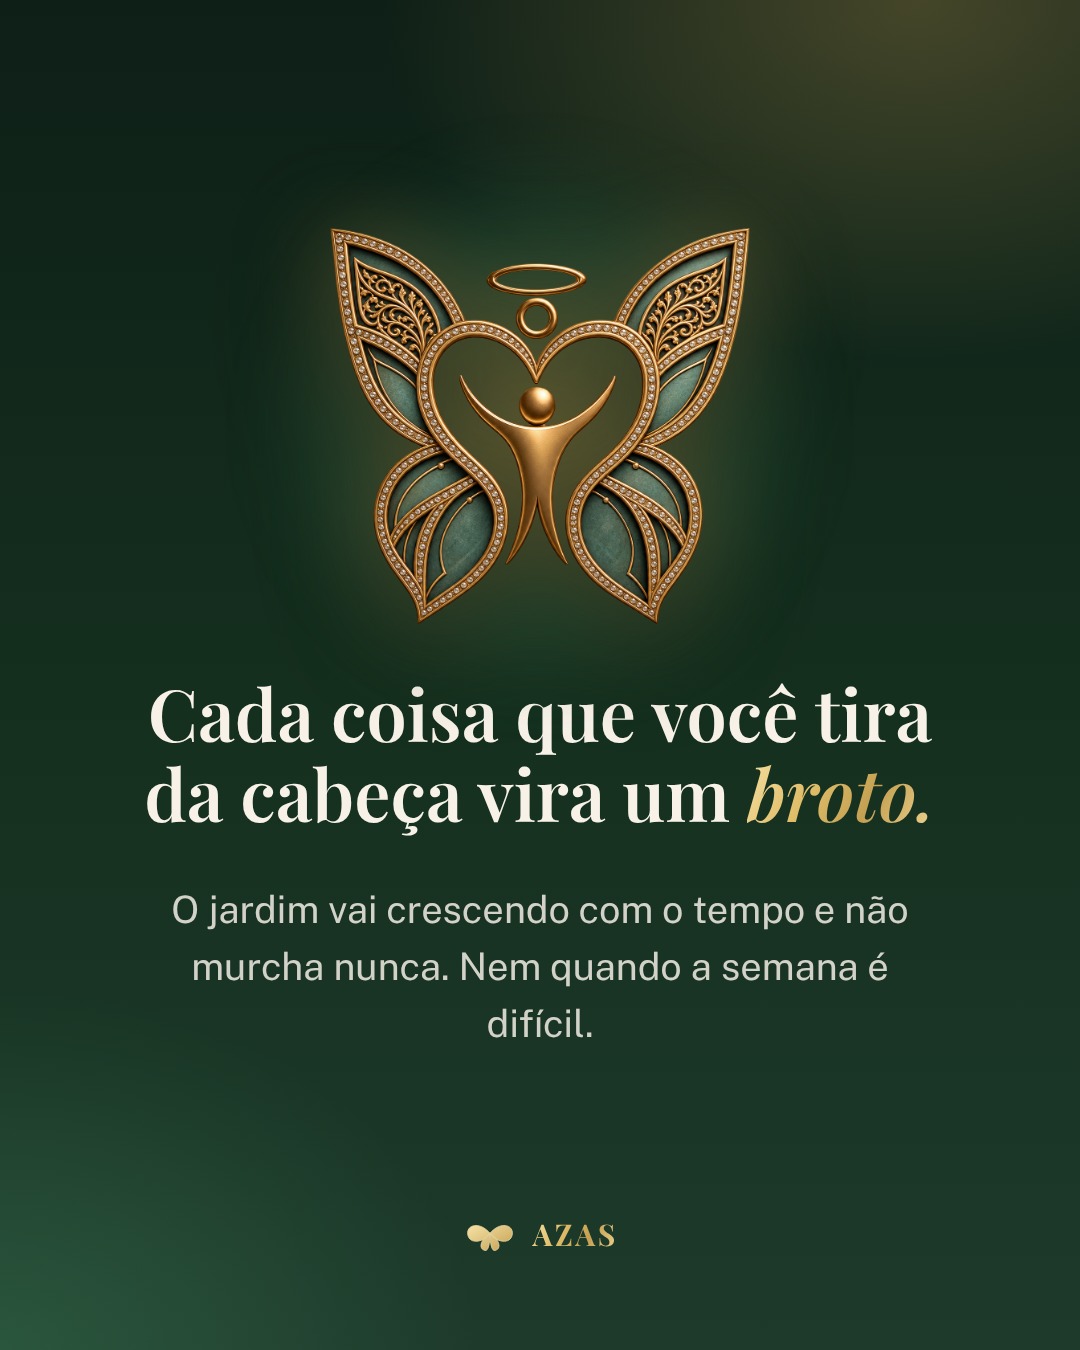 Cada coisa que você tira
da cabeça vira um broto.
O jardim vai crescendo com o tempo e não
murcha nunca. Nem quando a semana é
difícil.
AZAS